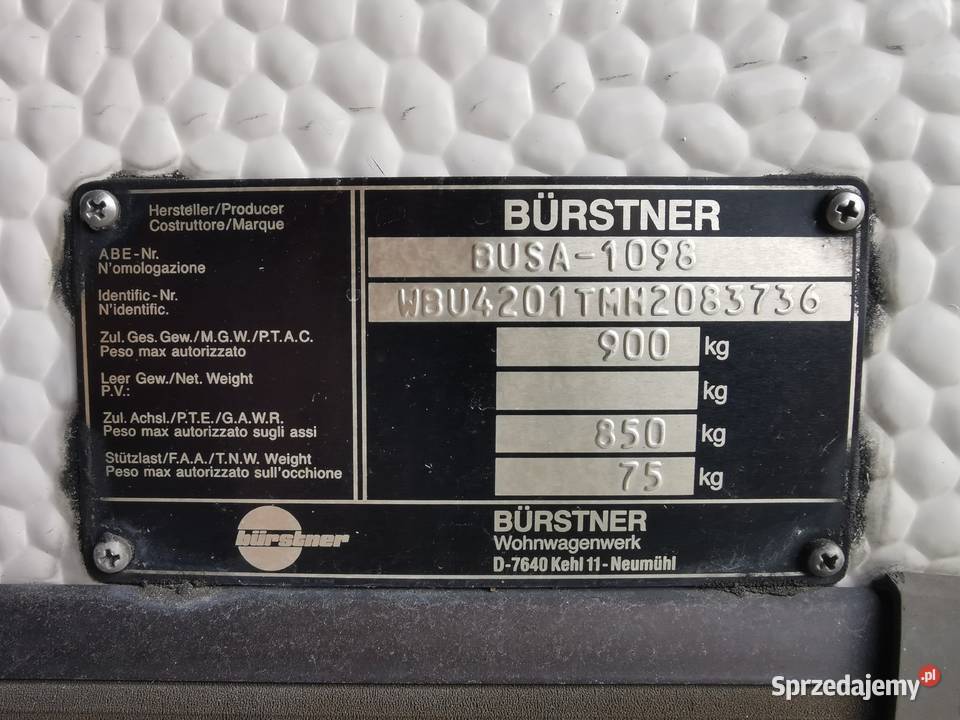 Hersteller/Producer
Costruttore/Marque
BÜRSTNER
ABE-Nr.
N'omologazione
BUSA-1098
Identific-Nr.
N'identific.
WBU4201TMH2083736
Zul. Ges. Gew./M.G.W./P.T.A.C.
Peso max autorizzato
900 kg
Leer Gew./Net. Weight
P.V.:
kg
Zul. Achsl./P.T.E./G.A.W.R.
Peso max autorizzato sugli assi
850 kg
Stützlast/F.A.A./T.N.W. Weight
Peso max autorizzato sull'occhione
75 kg
bürstner
BÜRSTNER
Wohnwagenwerk
D-7640 Kehl 11-Neumühl
Sprzedajemy.pl